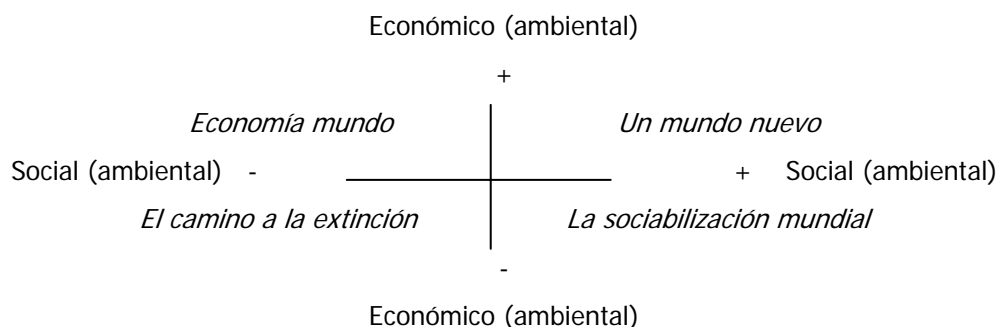 Económico (ambiental)
+
Economía mundo Un mundo nuevo
Social (ambiental) - + Social (ambiental)
El camino a la extinción La sociabilización mundial
-
Económico (ambiental)